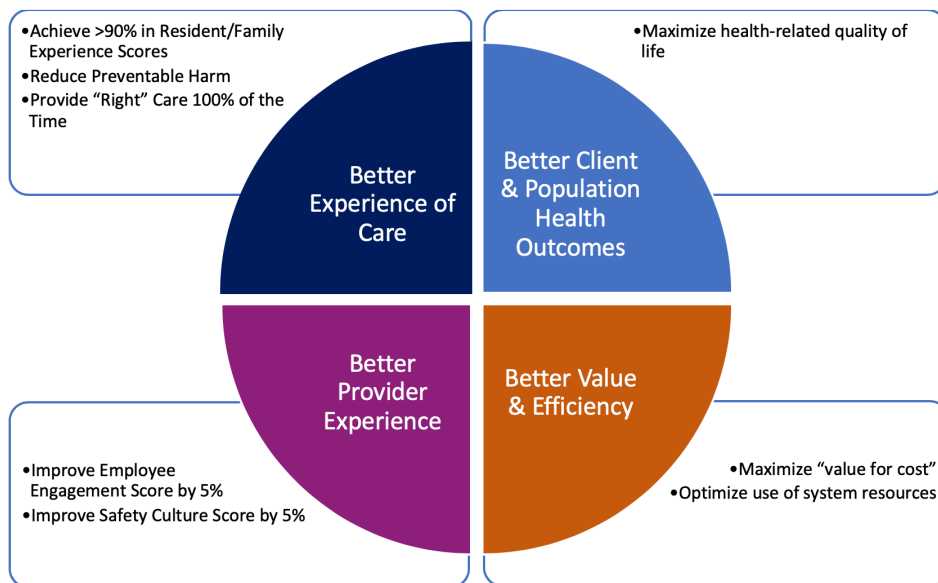 •Achieve >90% in Resident/Family
Experience Scores
•Reduce Preventable Harm
•Provide “Right” Care 100% of the
Time
•Maximize health-related quality of
life
Better
Experience of
Care
Better Client
& Population
Health
Outcomes
Better
Provider
Experience
Better Value
& Efficiency
•Improve Employee
Engagement Score by 5%
•Improve Safety Culture Score by 5%
•Maximize “value for cost”
•Optimize use of system resources